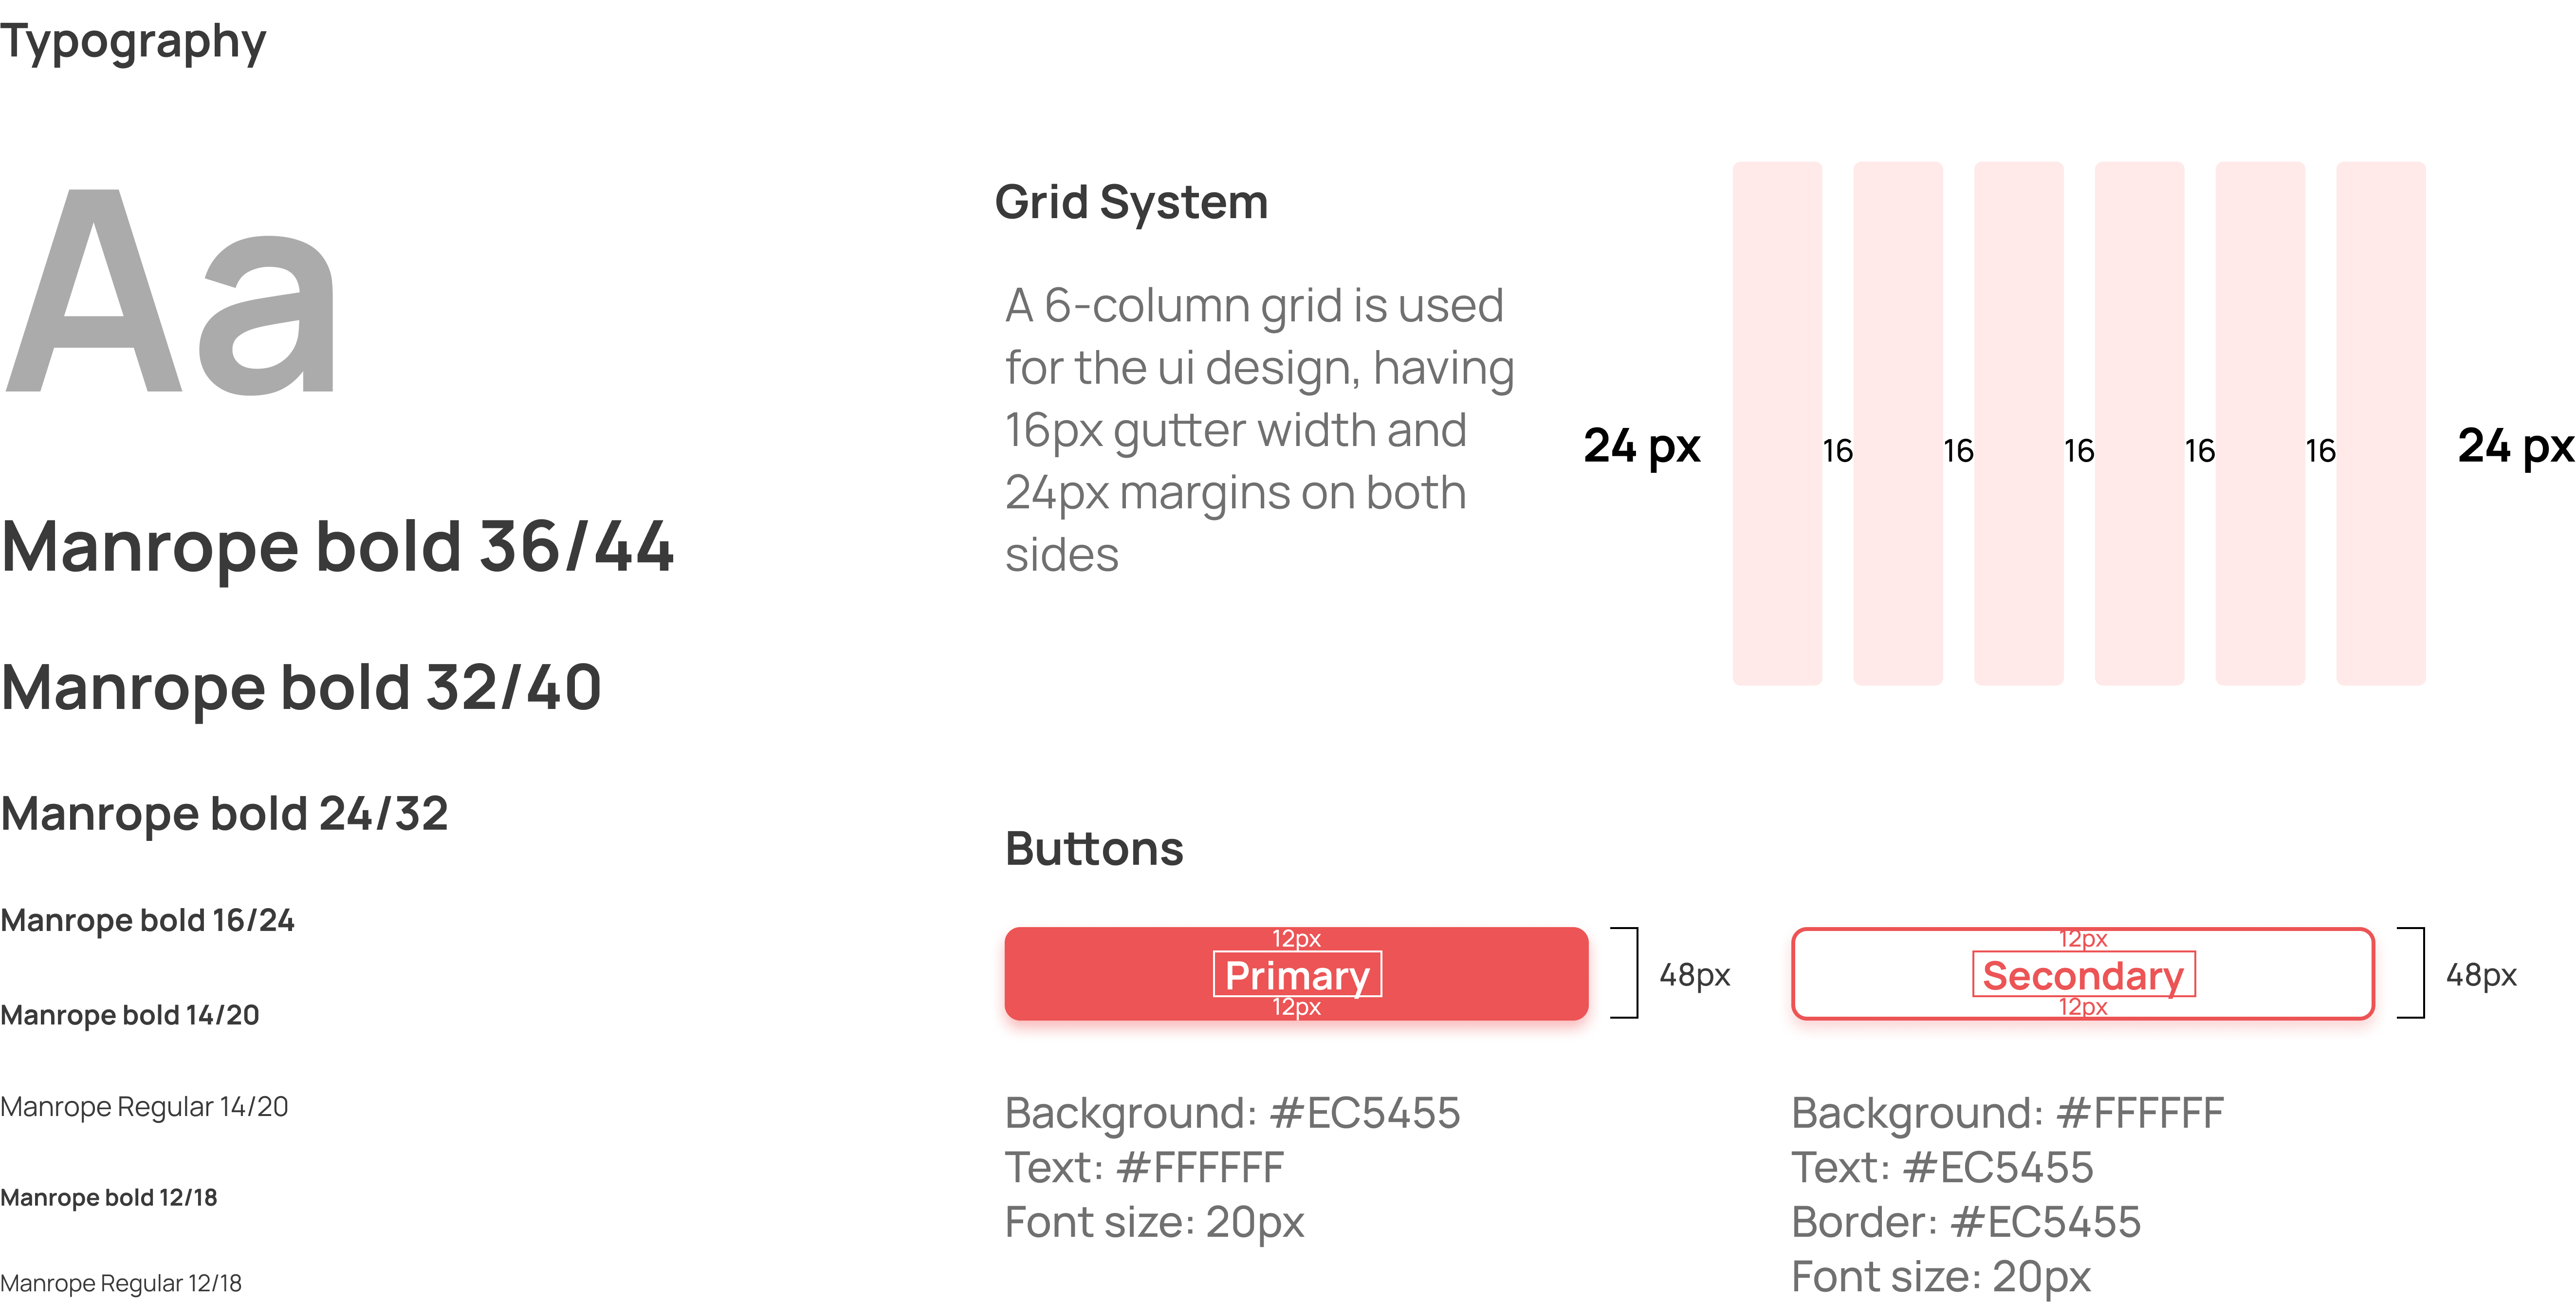 Typography
Aa
Manrope bold 36/44
Manrope bold 32/40
Manrope bold 24/32
Manrope bold 16/24
Manrope bold 14/20
Manrope Regular 14/20
Manrope bold 12/18
Manrope Regular 12/18
Grid System
A 6-column grid is used
for the ui design, having
16px gutter width and
24px margins on both
sides
24 px 16 16 16 16 16 24 px
Buttons
12px
Primary
12px
48px
Background: #EC5455
Text: #FFFFFF
Font size: 20px
12px
Secondary
12px
48px
Background: #FFFFFF
Text: #EC5455
Border: #EC5455
Font size: 20px